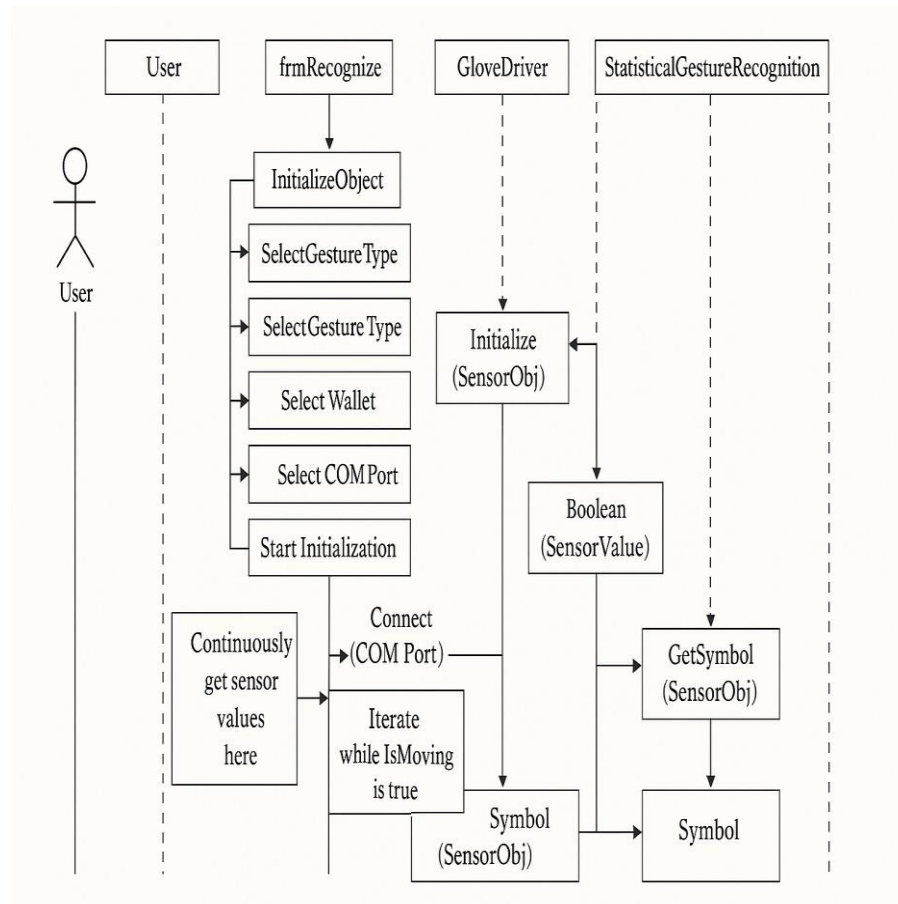 User
frmRecognize
GloveDriver
StatisticalGestureRecognition
User
InitializeObject
SelectGestureType
SelectGesture Type
Select Wallet
Select COM Port
Start Initialization
Initialize
(SensorObj)
Boolean
(SensorValue)
Connect
(COM Port)
Continuously
get sensor
values
here
Iterate
while IsMoving
is true
GetSymbol
(SensorObj)
Symbol
(SensorObj)
Symbol